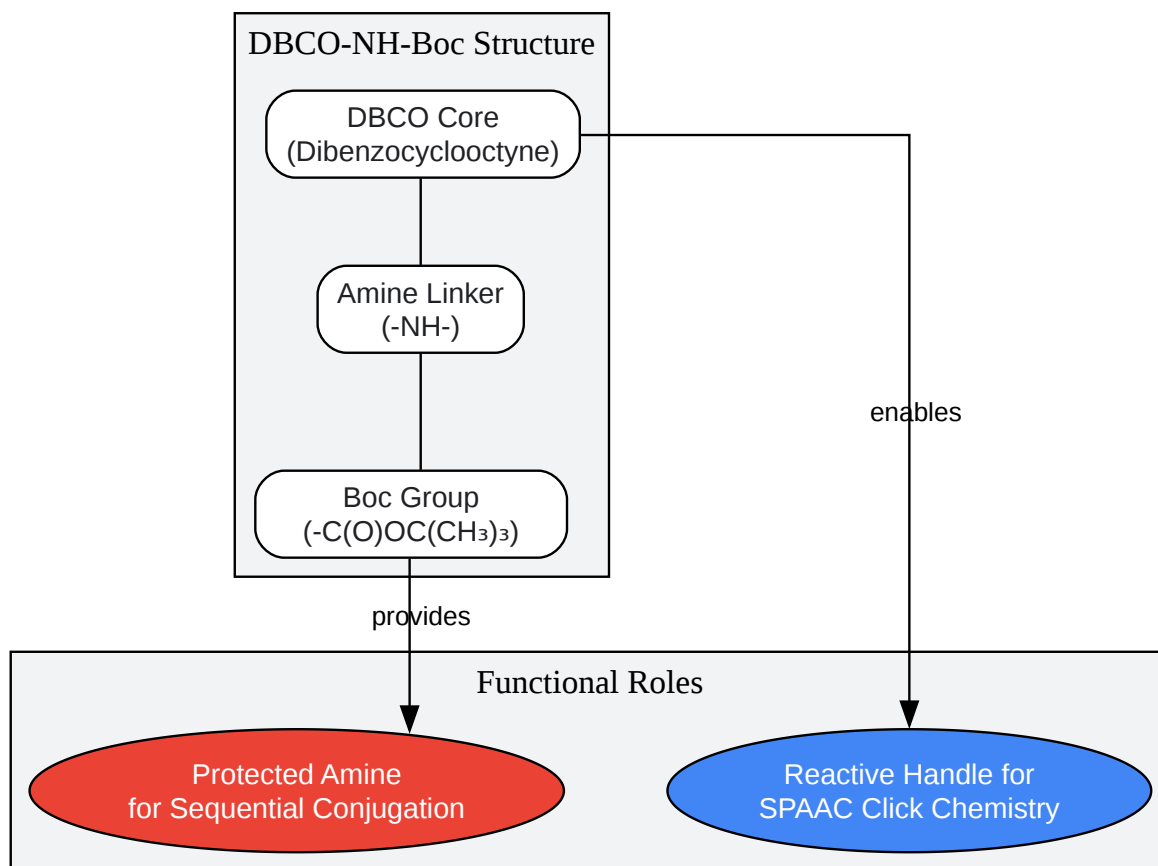 DBCO-NH-Boc Structure
DBCO Core
(Dibenzocyclooctyne)
Amine Linker
(-NH-)
enables
Boc Group
(-C(O)OC(CH₃)₃)
provides
Functional Roles
Protected Amine
for Sequential Conjugation
Reactive Handle for
SPAAC Click Chemistry